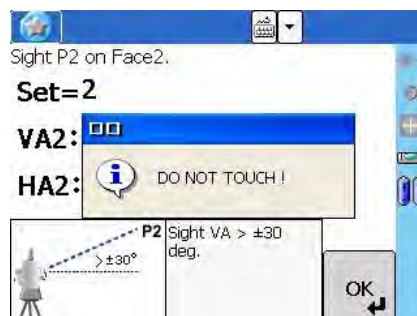 Sight P2 on Face2.
Set=2
VA2:
DO NOT TOUCH !
HA2:
P2
>±30°
Sight VA > ±30
deg.
OK